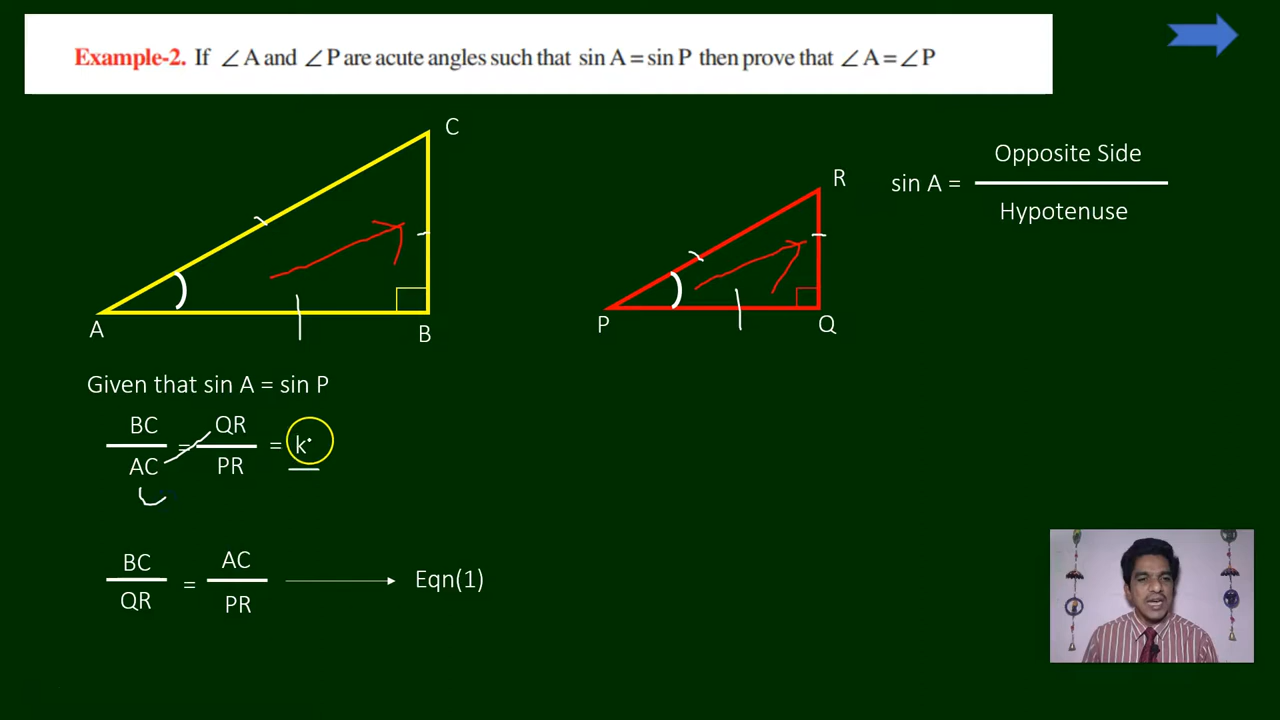 Example-2. If ∠A and ∠P are acute angles such that sin A = sin P then prove that ∠A = ∠P
C
A
B
R
P
Q
sin A = Opposite Side
Hypotenuse
Given that sin A = sin P
BC = QR = k
AC PR
BC = AC Eqn(1)
QR PR